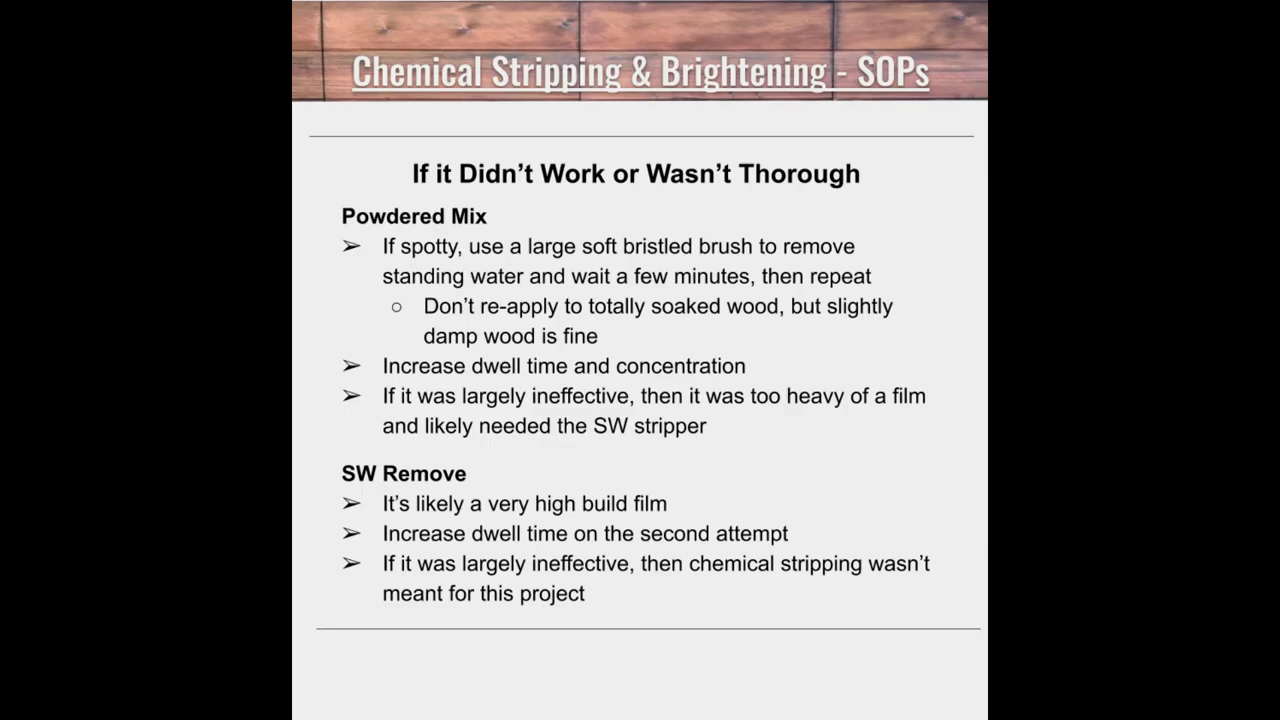 Chemical Stripping & Brightening - SOPs
If it Didn’t Work or Wasn’t Thorough
Powdered Mix
➢ If spotty, use a large soft bristled brush to remove
standing water and wait a few minutes, then repeat
○ Don’t re-apply to totally soaked wood, but slightly
damp wood is fine
➢ Increase dwell time and concentration
➢ If it was largely ineffective, then it was too heavy of a film
and likely needed the SW stripper
SW Remove
➢ It’s likely a very high build film
➢ Increase dwell time on the second attempt
➢ If it was largely ineffective, then chemical stripping wasn’t
meant for this project